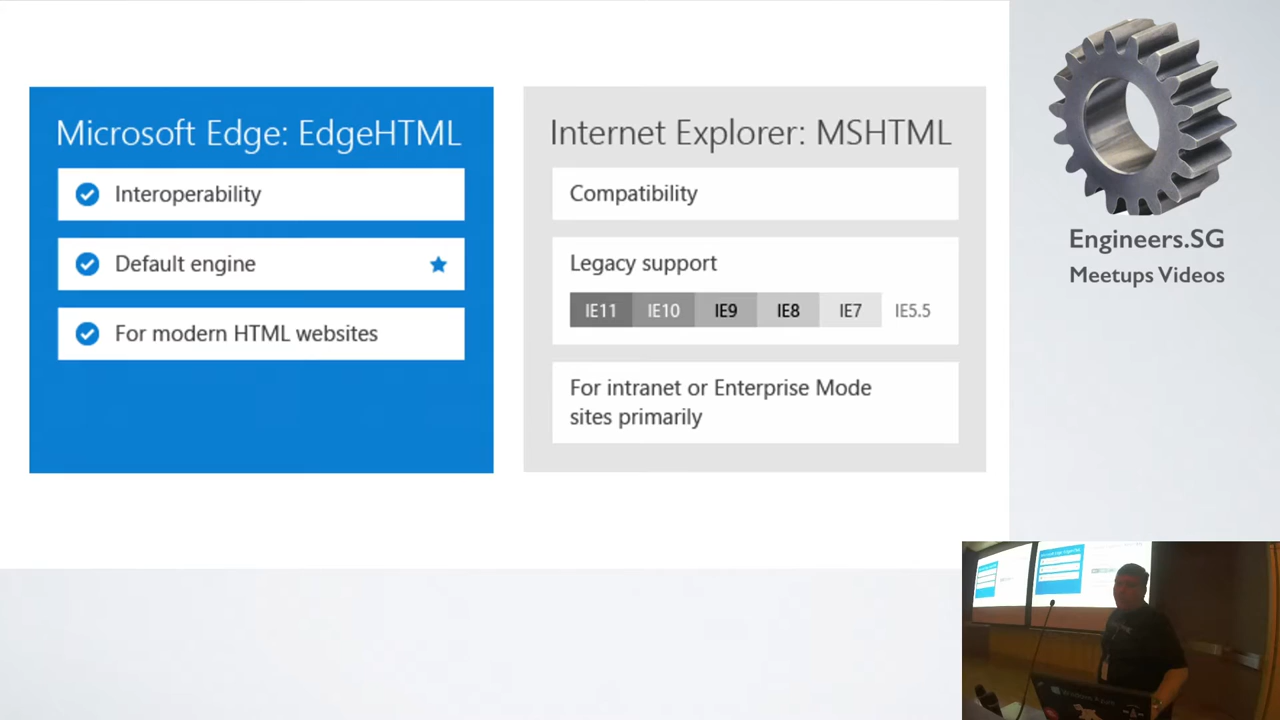 Microsoft Edge: EdgeHTML
Interoperability
Default engine
For modern HTML websites
Internet Explorer: MSHTML
Compatibility
Legacy support
IE11 IE10 IE9 IE8 IE7 IE5.5
For intranet or Enterprise Mode
sites primarily
Engineers.SG
Meetups Videos